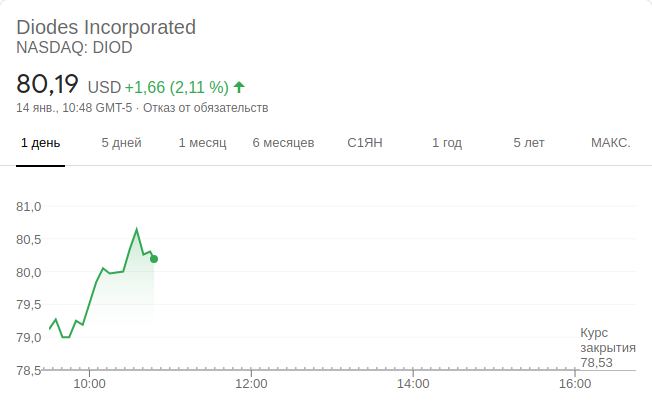 Diodes Incorporated
NASDAQ: DIOD
80,19 USD +1,66 (2,11 %)
14 янв., 10:48 GMT-5 · Отказ от обязательств
1 день 5 дней 1 месяц 6 месяцев С1ЯН 1 год 5 лет МАКС.
81,0
80,5
80,0
79,5
79,0
78,5
Курс
закрытия
78,53
10:00 12:00 14:00 16:00